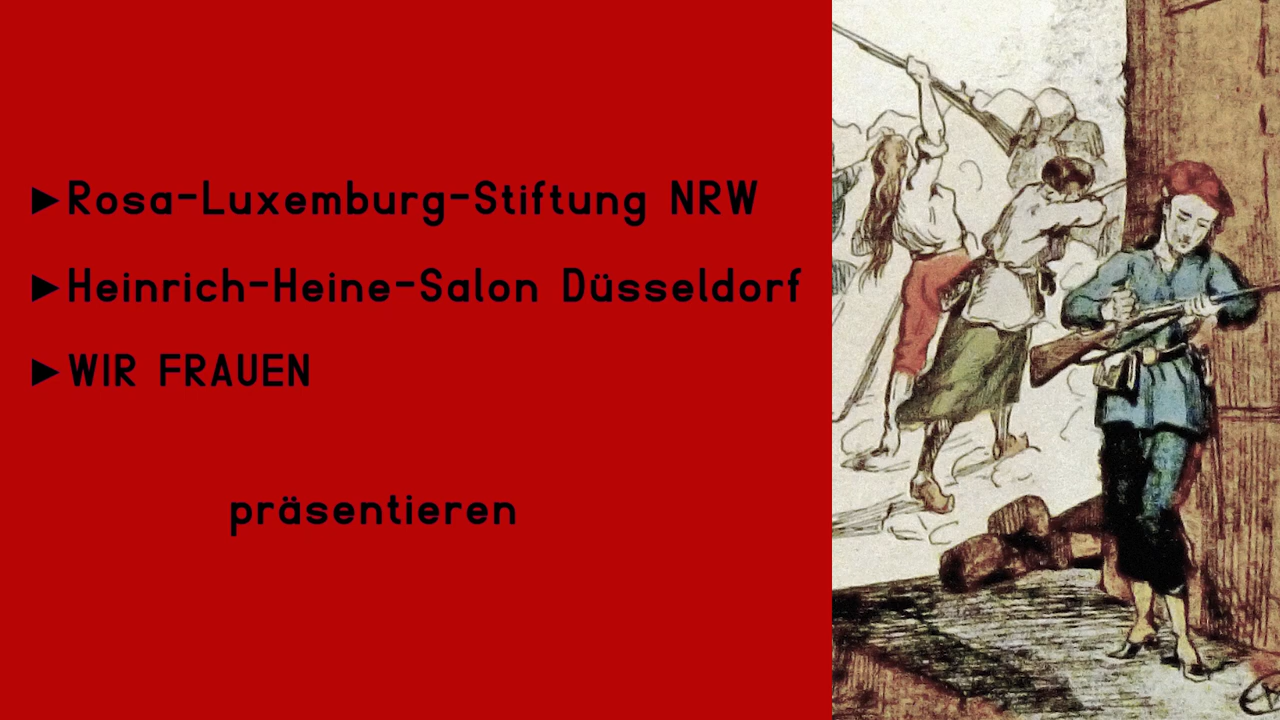 ►Rosa-Luxemburg-Stiftung NRW
►Heinrich-Heine-Salon Düsseldorf
►WIR FRAUEN
präsentieren